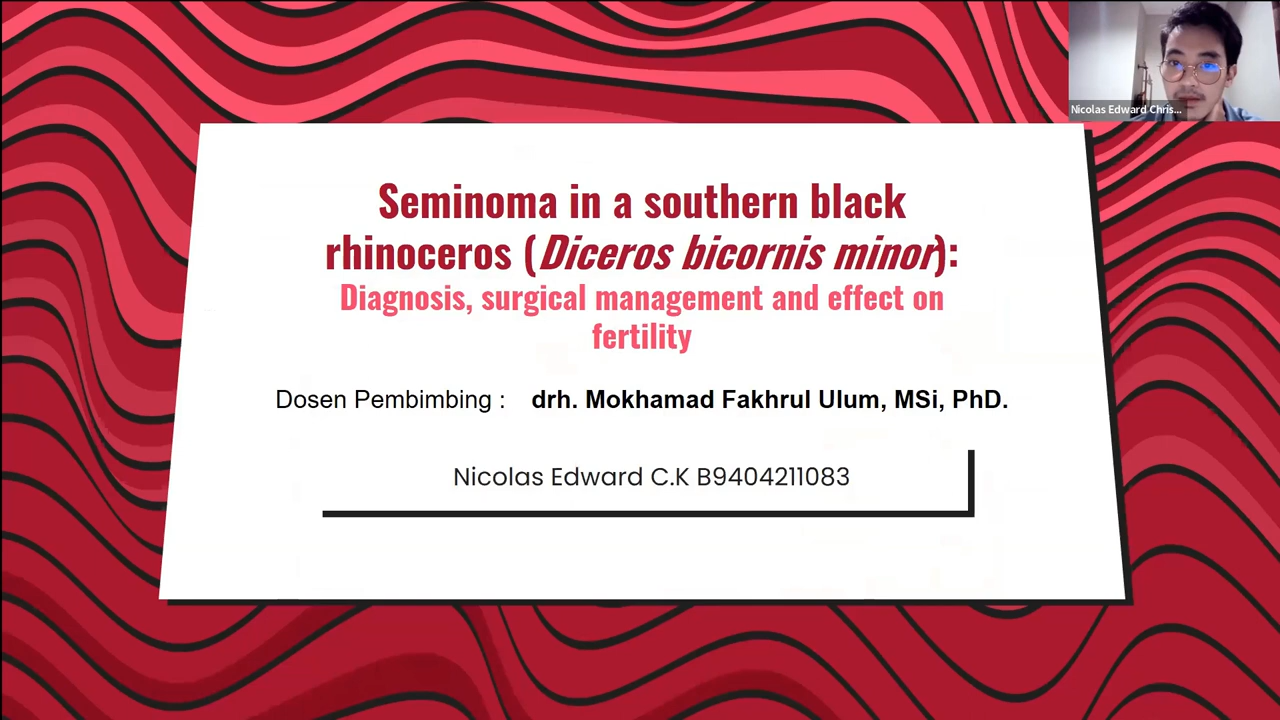 Nicolas Edward Chris...
Seminoma in a southern black
rhinoceros (Diceros bicornis minor):
Diagnosis, surgical management and effect on
fertility
Dosen Pembimbing : drh. Mokhamad Fakhrul Ulum, MSi, PhD.
Nicolas Edward C.K B9404211083